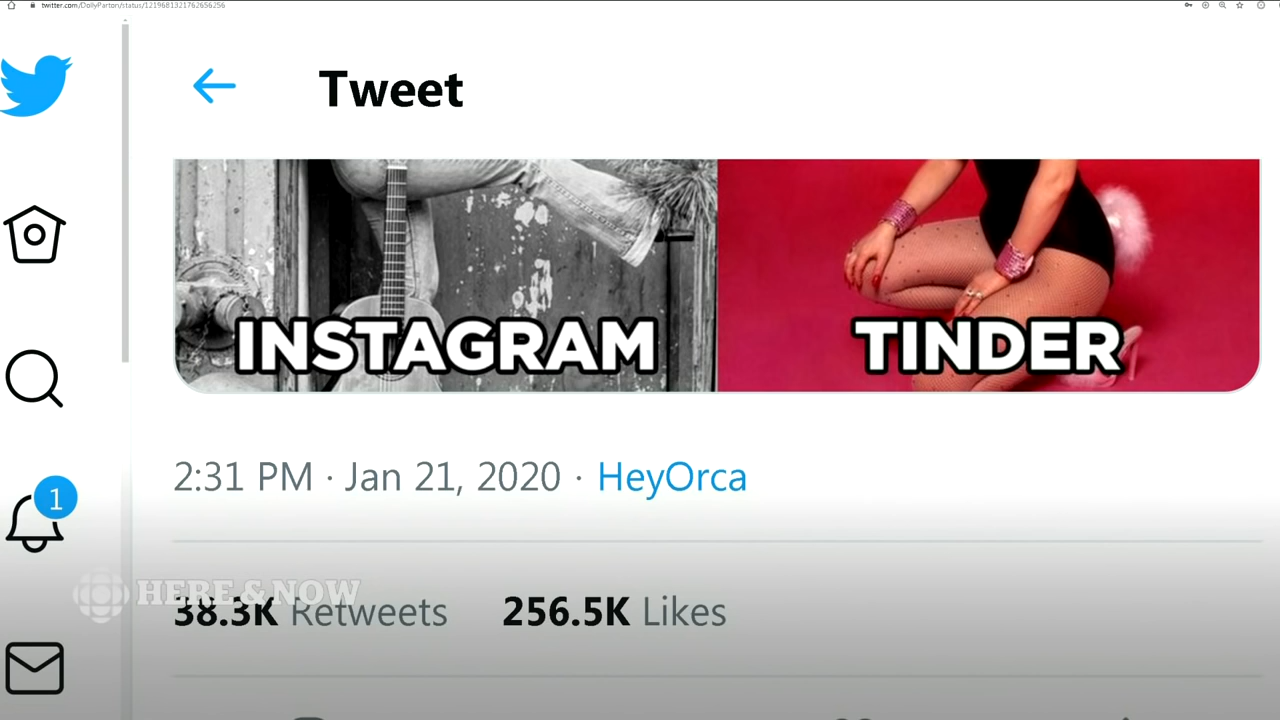 twitter.com/DollyParton/status/1219681321762656256
Tweet
INSTAGRAM
TINDER
2:31 PM · Jan 21, 2020 · HeyOrca
1
HERE & NOW
38.3K Retweets 256.5K Likes